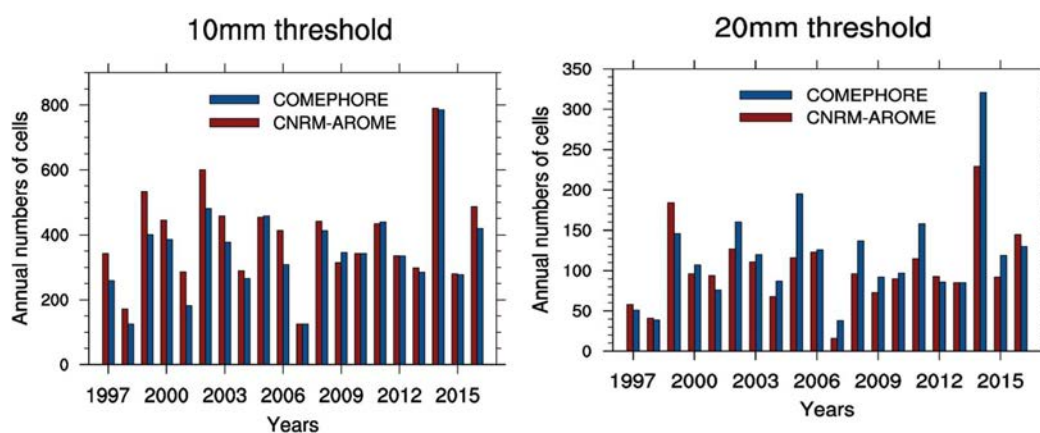 10mm threshold
Annual numbers of cells
800
600
400
200
0
COMEPHORE
CNRM-AROME
1997 2000 2003 2006 2009 2012 2015
Years
20mm threshold
Annual numbers of cells
350
300
250
200
150
100
50
0
COMEPHORE
CNRM-AROME
1997 2000 2003 2006 2009 2012 2015
Years